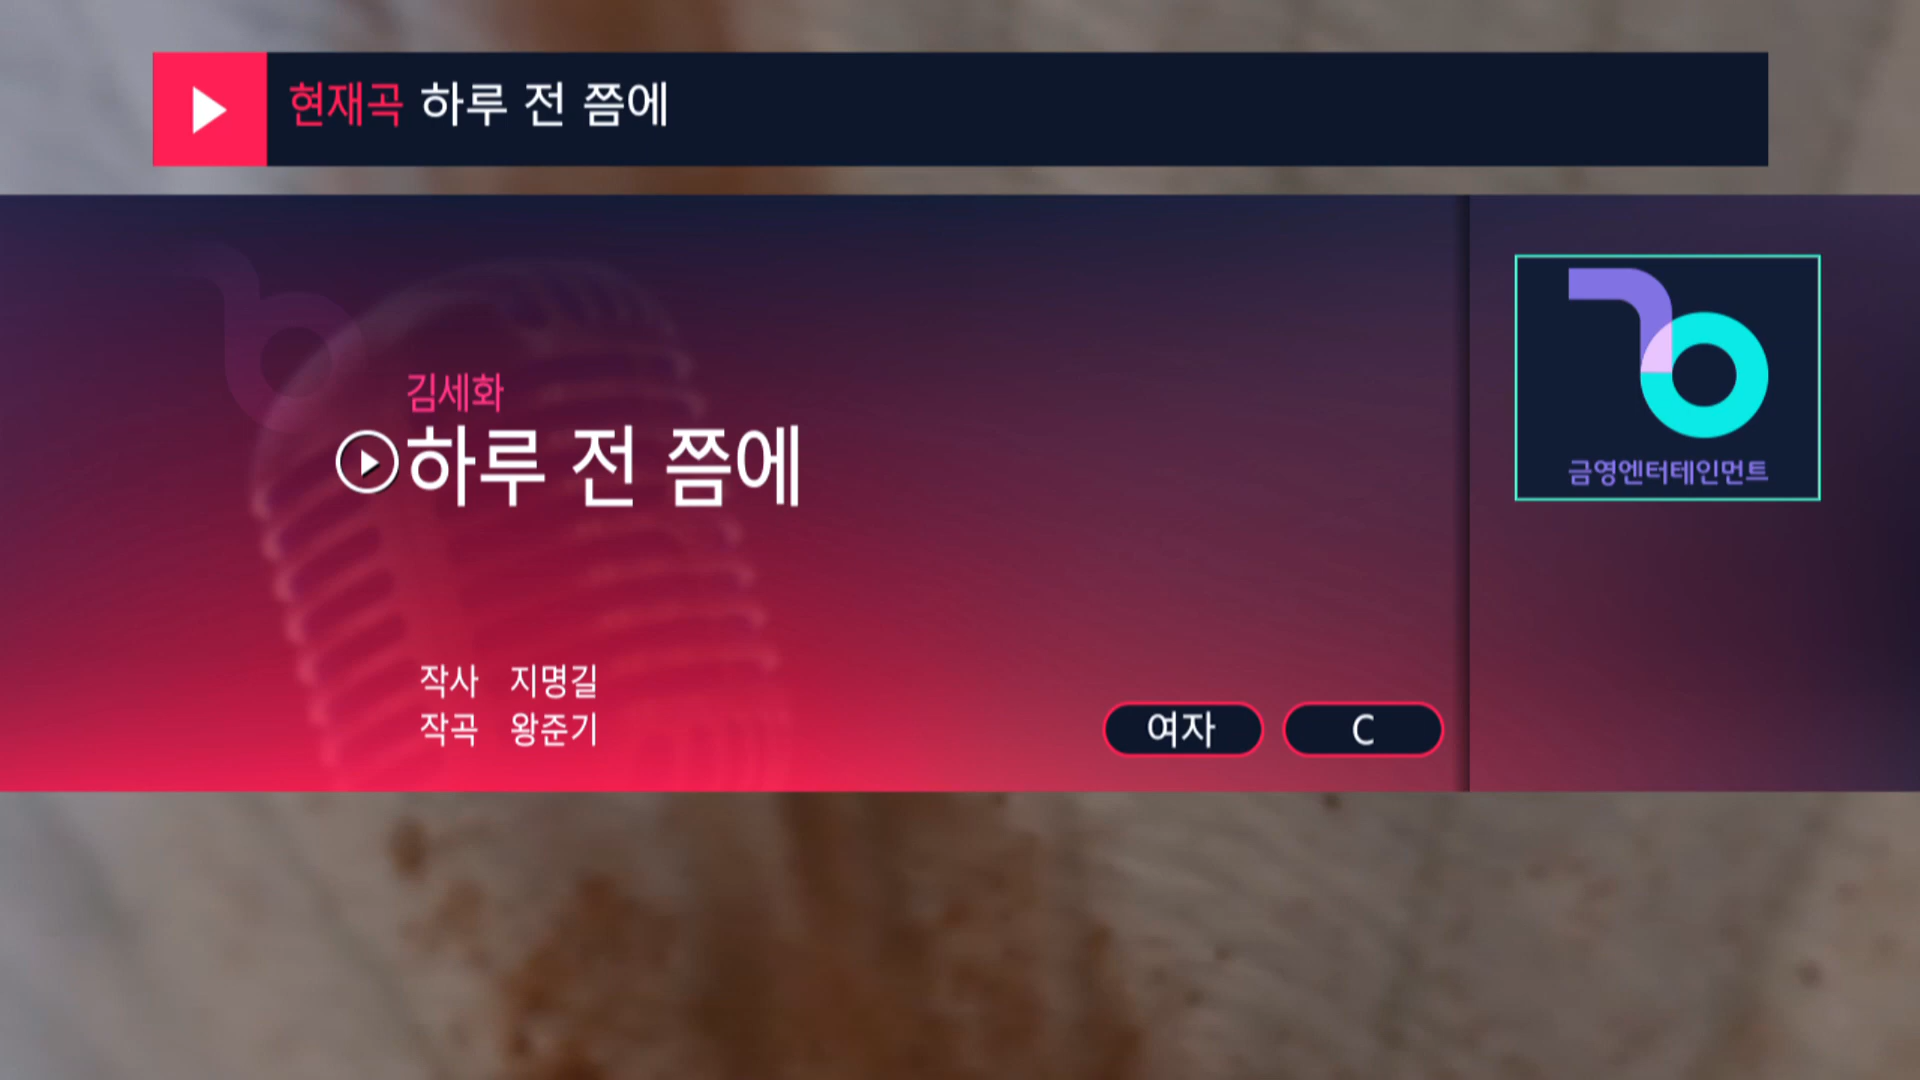 현재곡 하루 전 쯤에
김세화
하루 전 쯤에
금영엔터테인먼트
작사 지명길
작곡 왕준기
여자
C